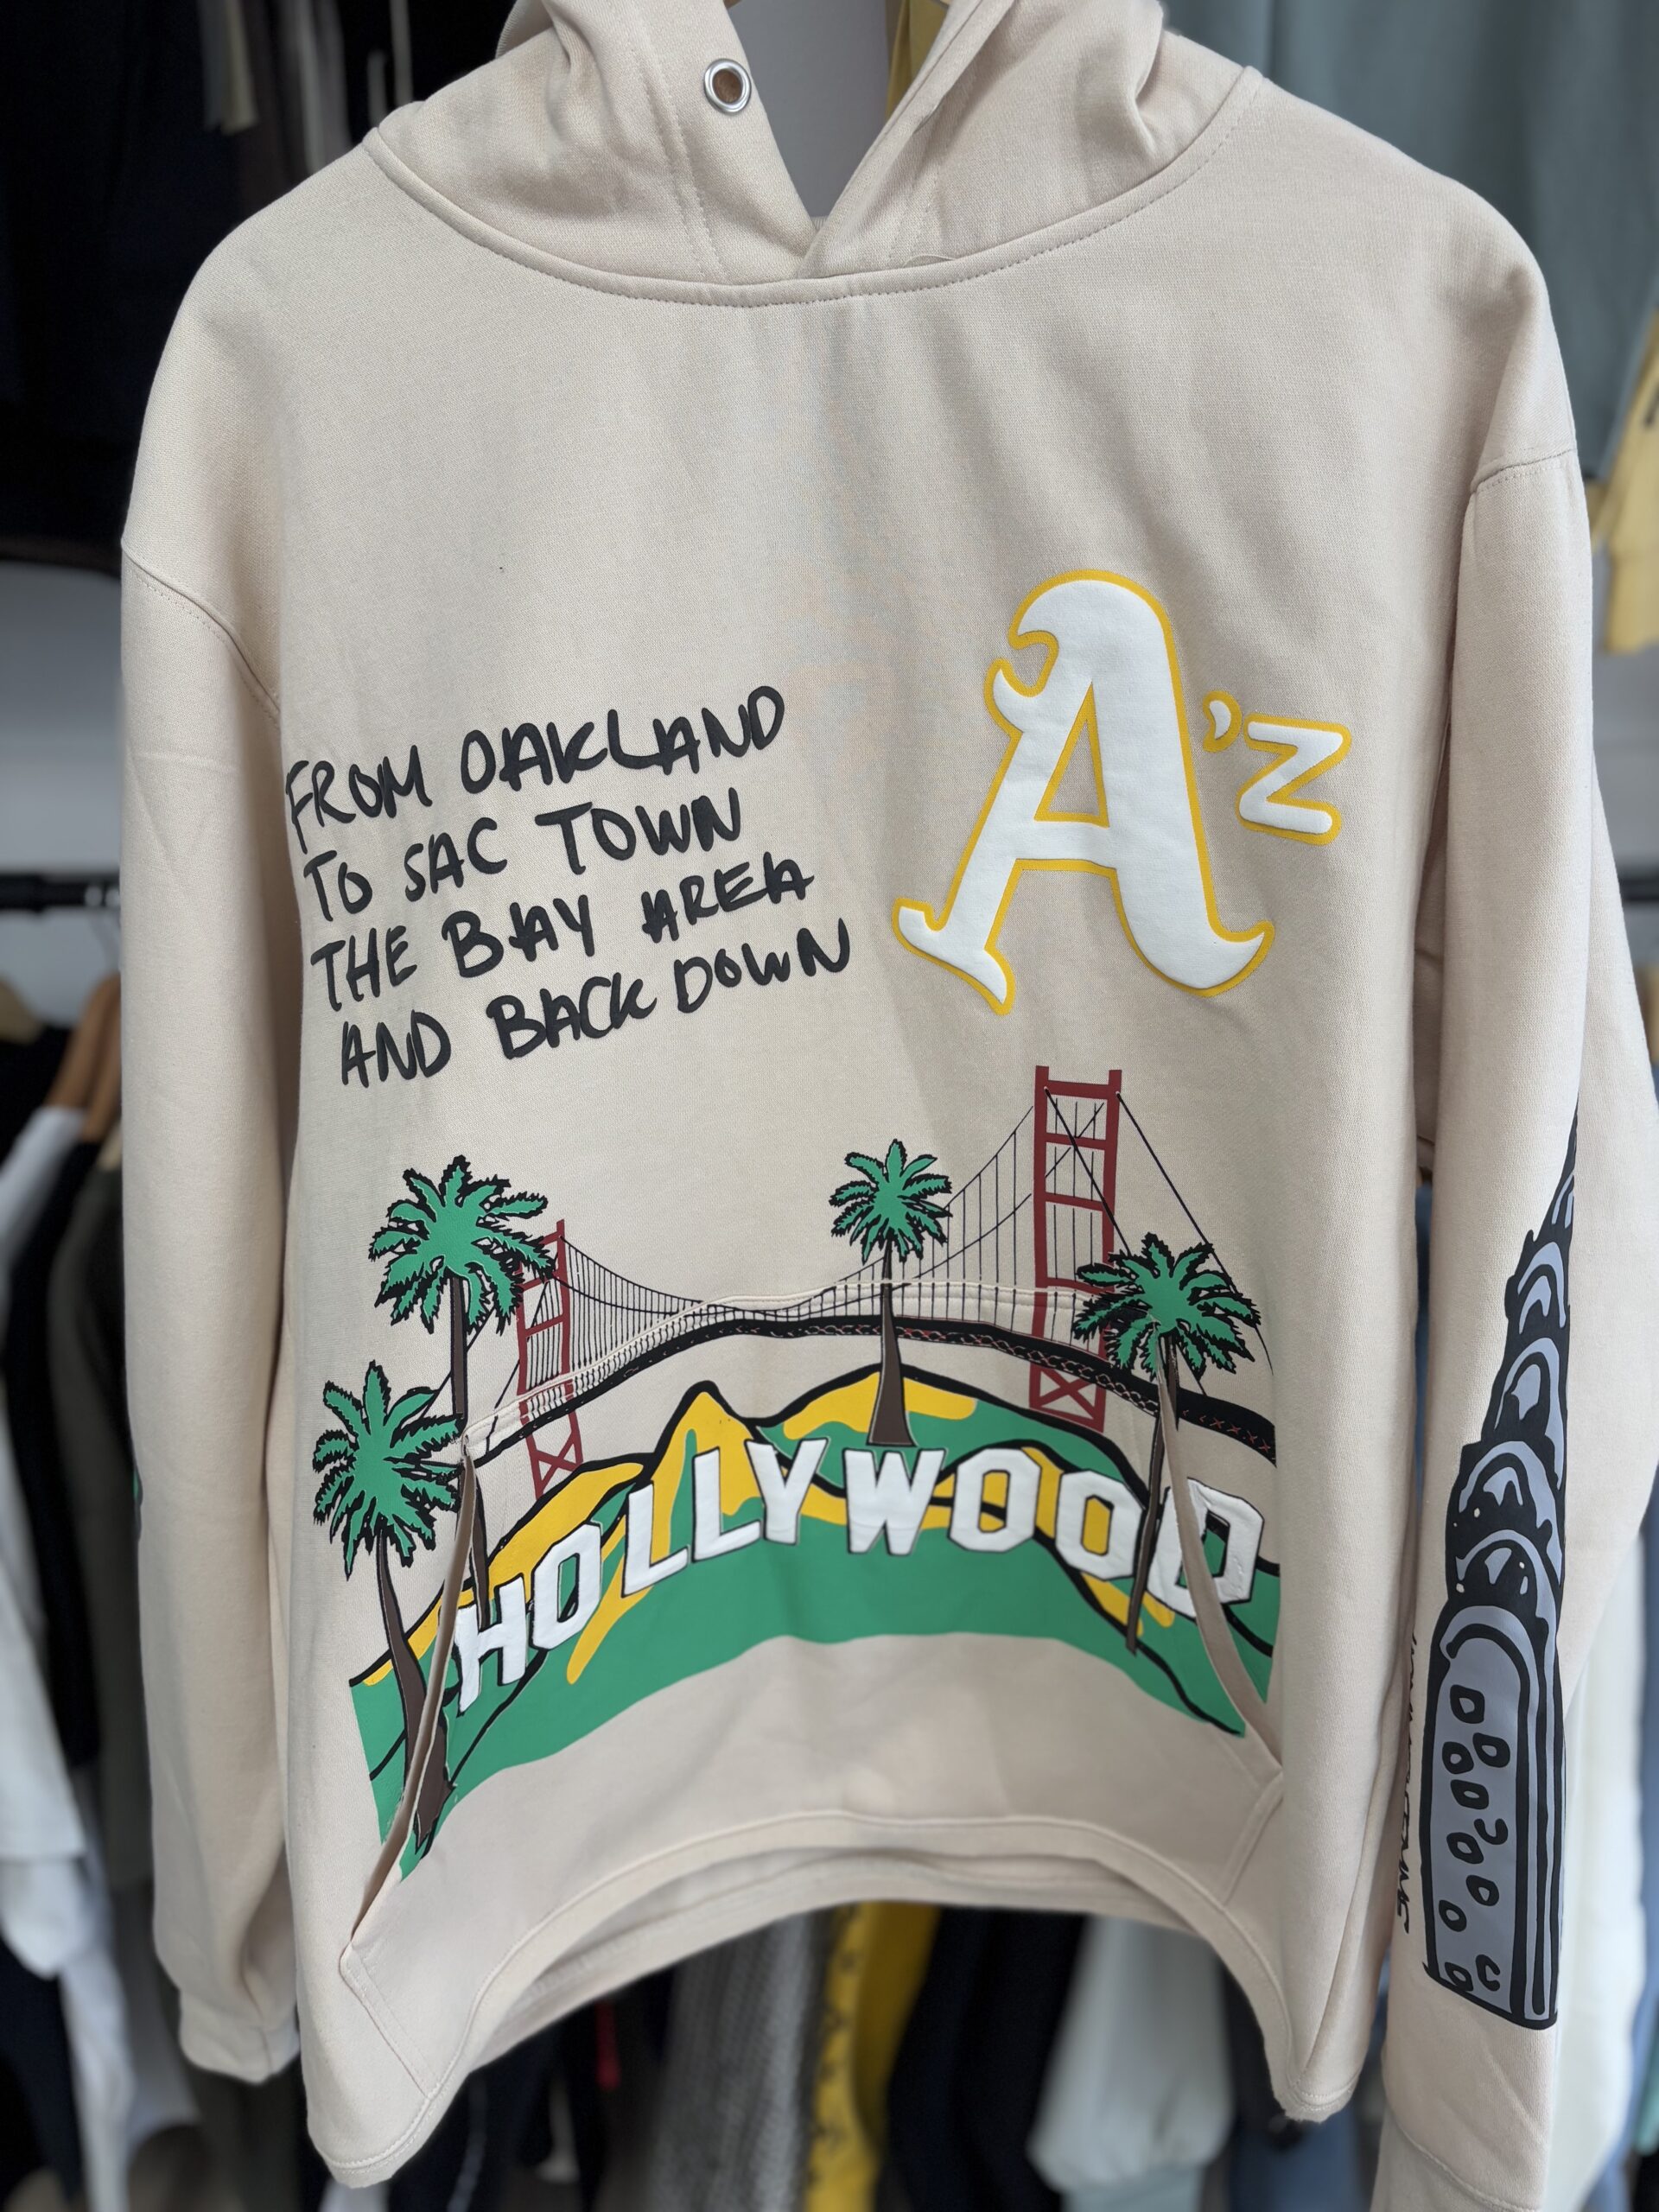 FROM OAKLAND
TO SAC TOWN
THE BAY AREA
AND BACK DOWN
A'z
HOLLYWOOD